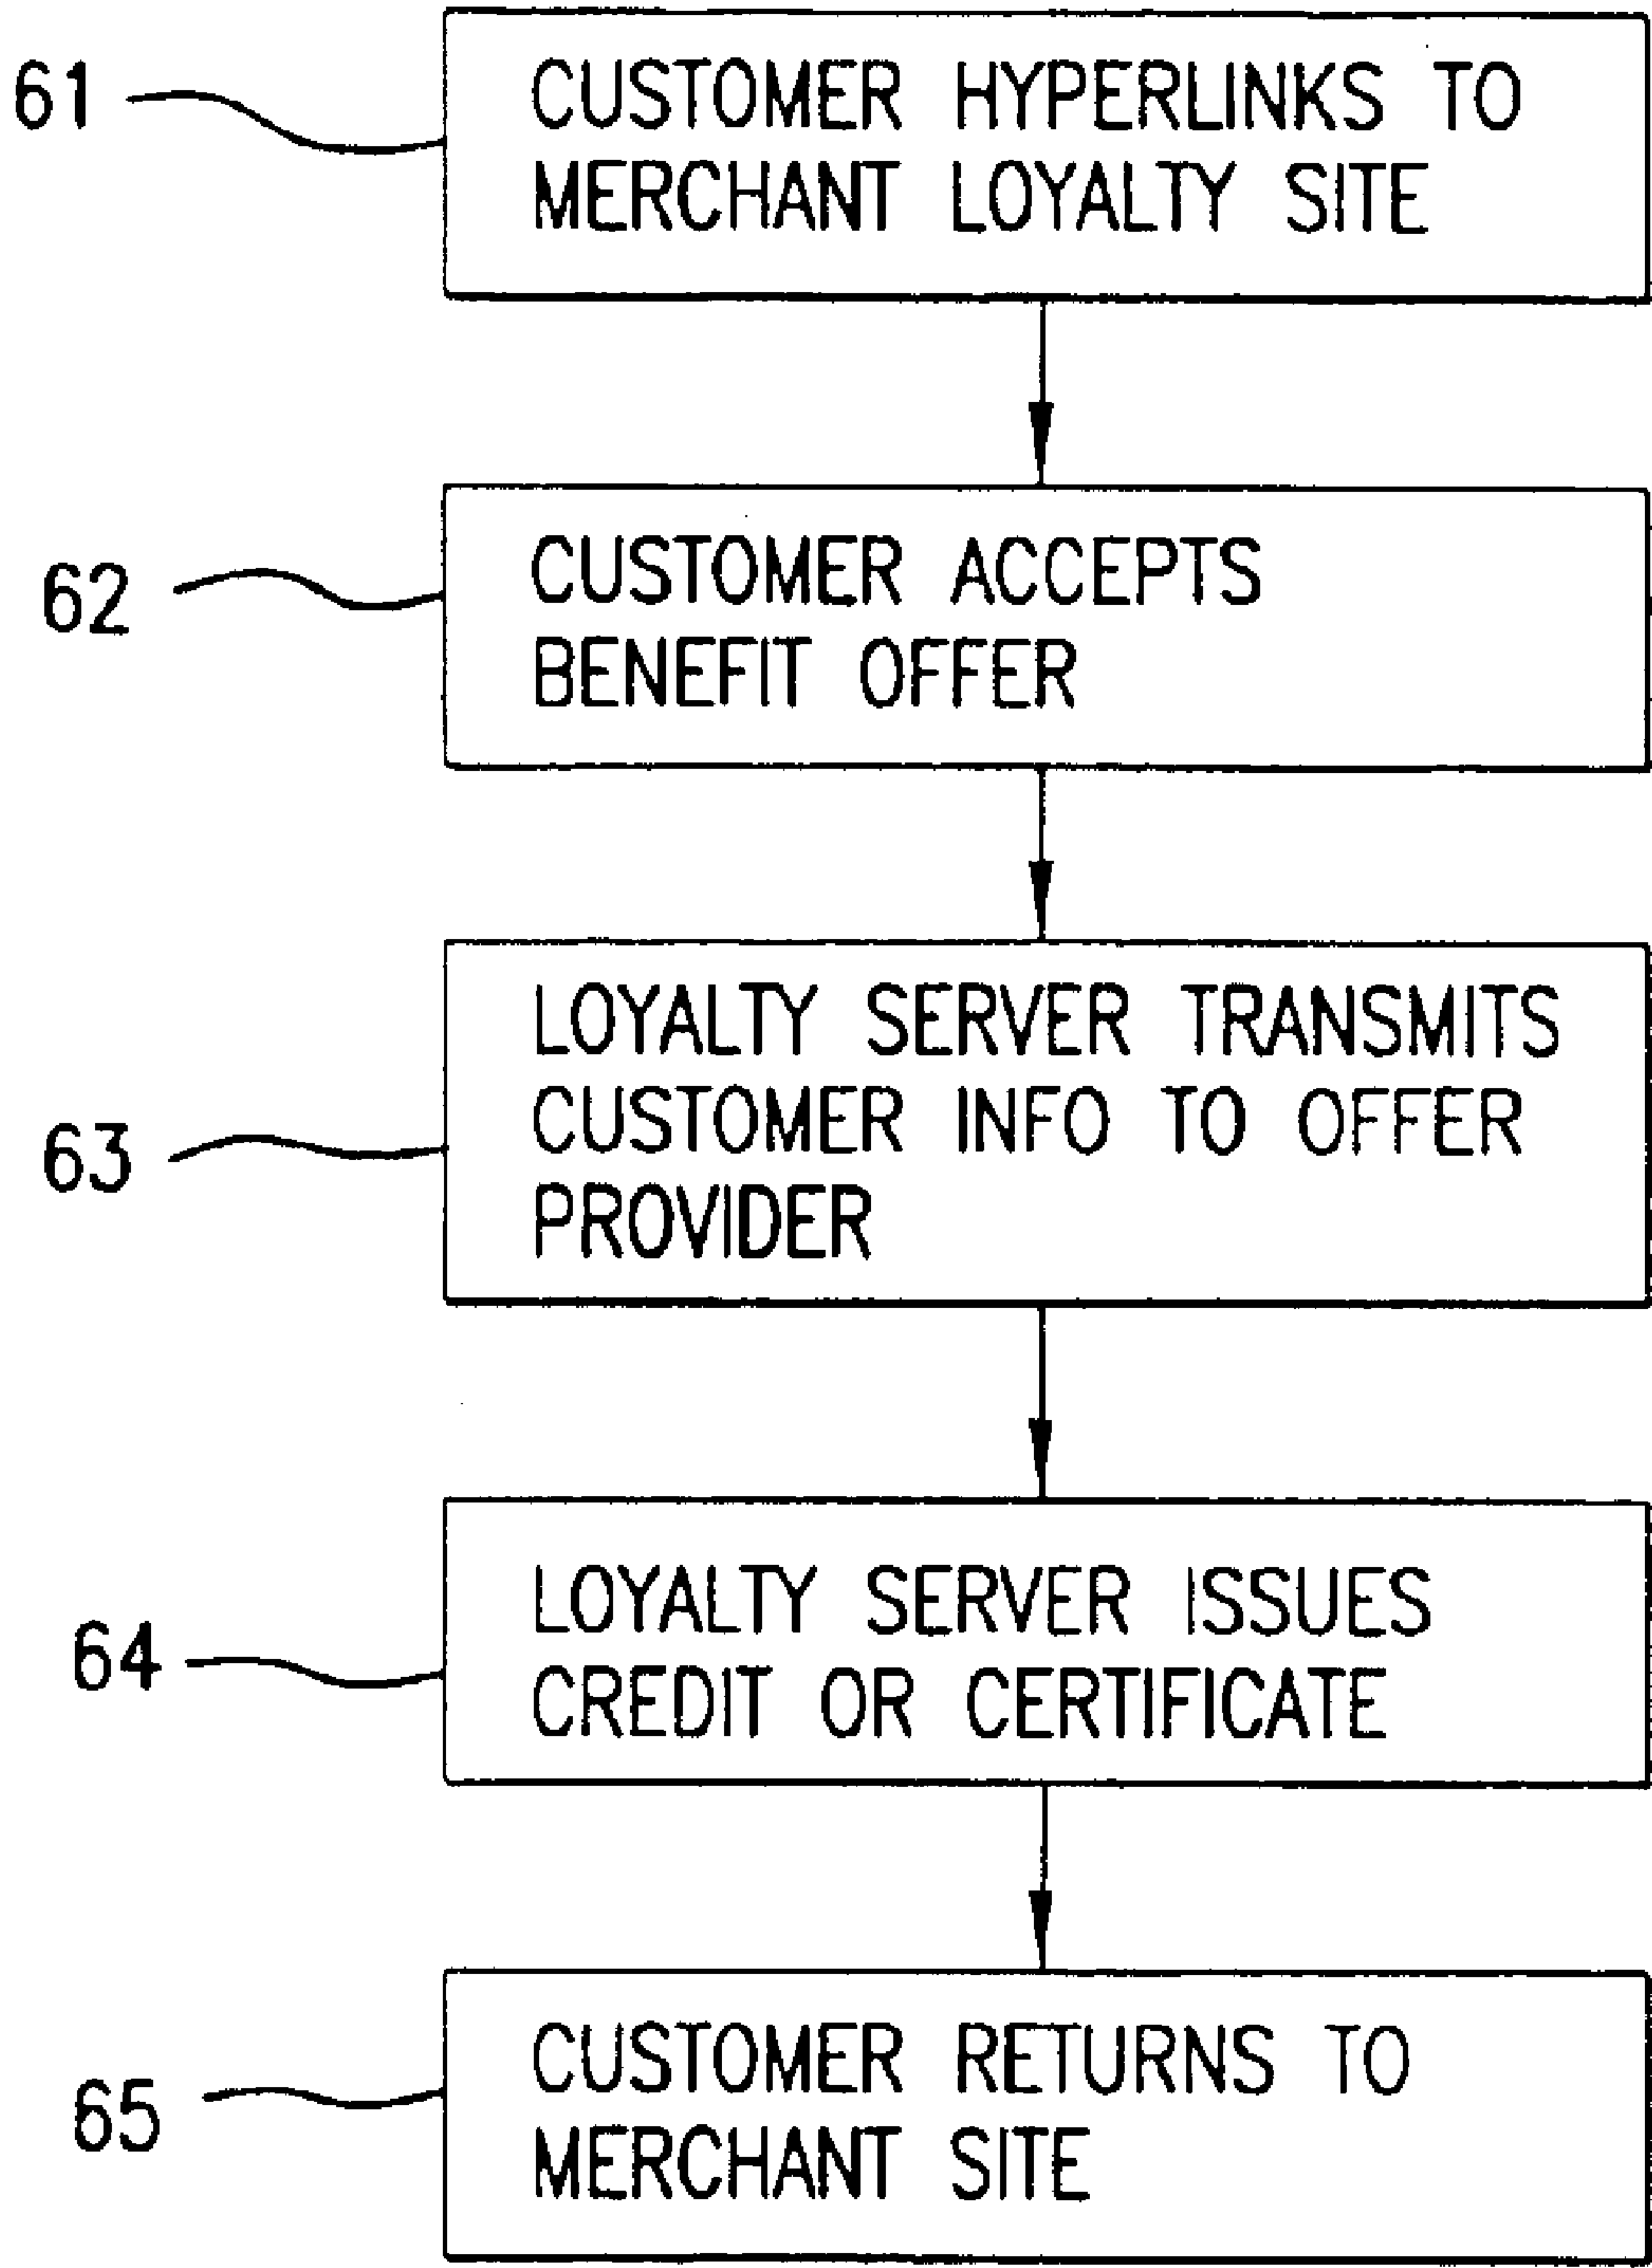 61
CUSTOMER HYPERLINKS TO
MERCHANT LOYALTY SITE
62
CUSTOMER ACCEPTS
BENEFIT OFFER
63
LOYALTY SERVER TRANSMITS
CUSTOMER INFO TO OFFER
PROVIDER
64
LOYALTY SERVER ISSUES
CREDIT OR CERTIFICATE
65
CUSTOMER RETURNS TO
MERCHANT SITE